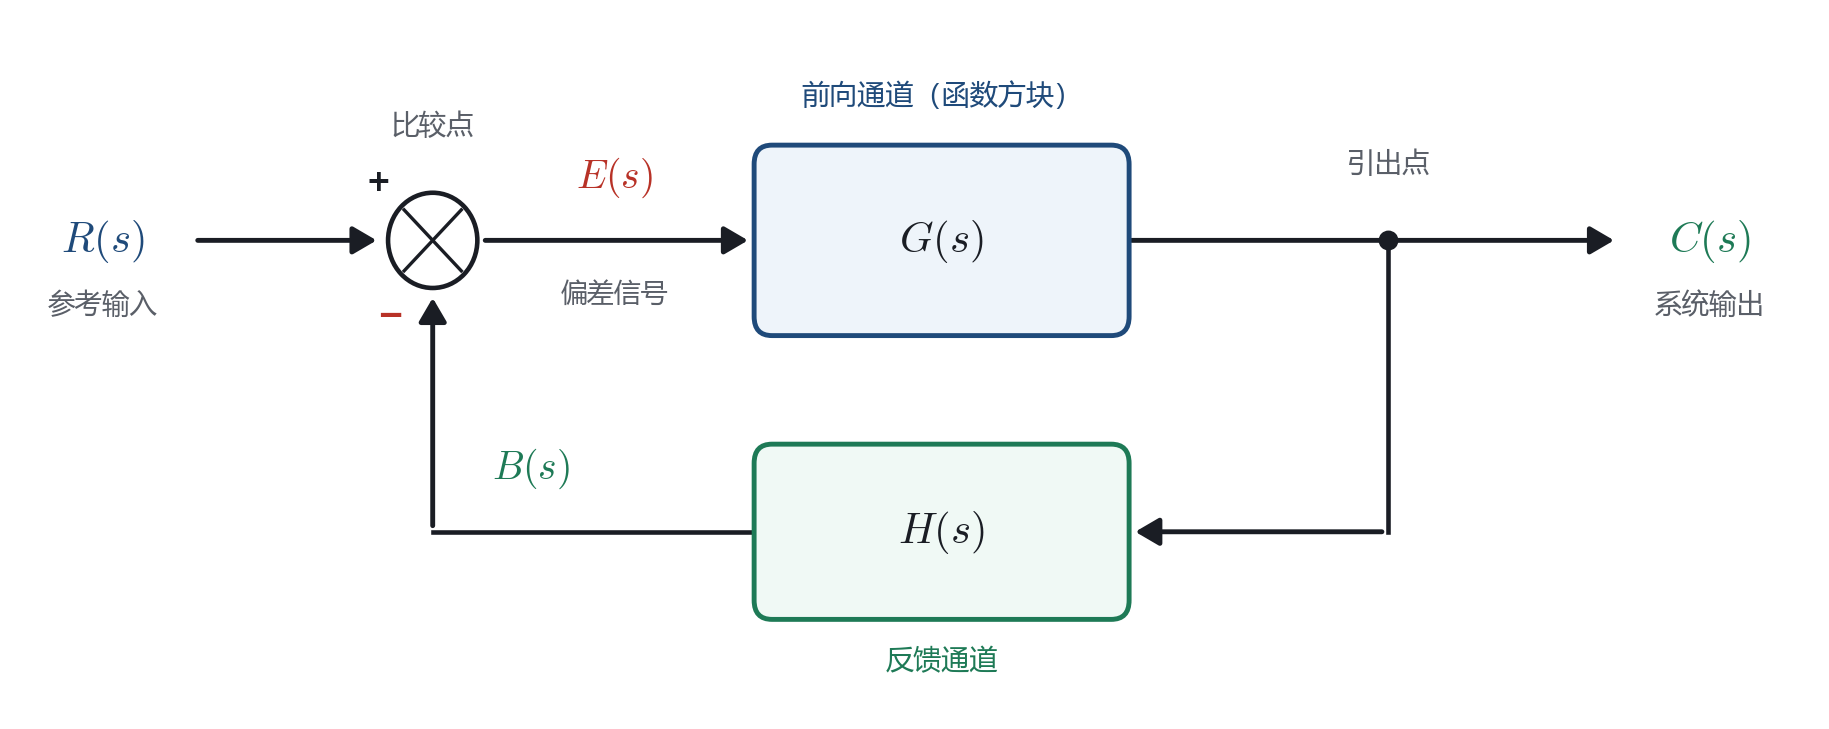 前向通道（函数方块）
比较点
+
E(s)
引出点
R(s)
G(s)
C(s)
参考输入
偏差信号
系统输出
−
B(s)
H(s)
反馈通道